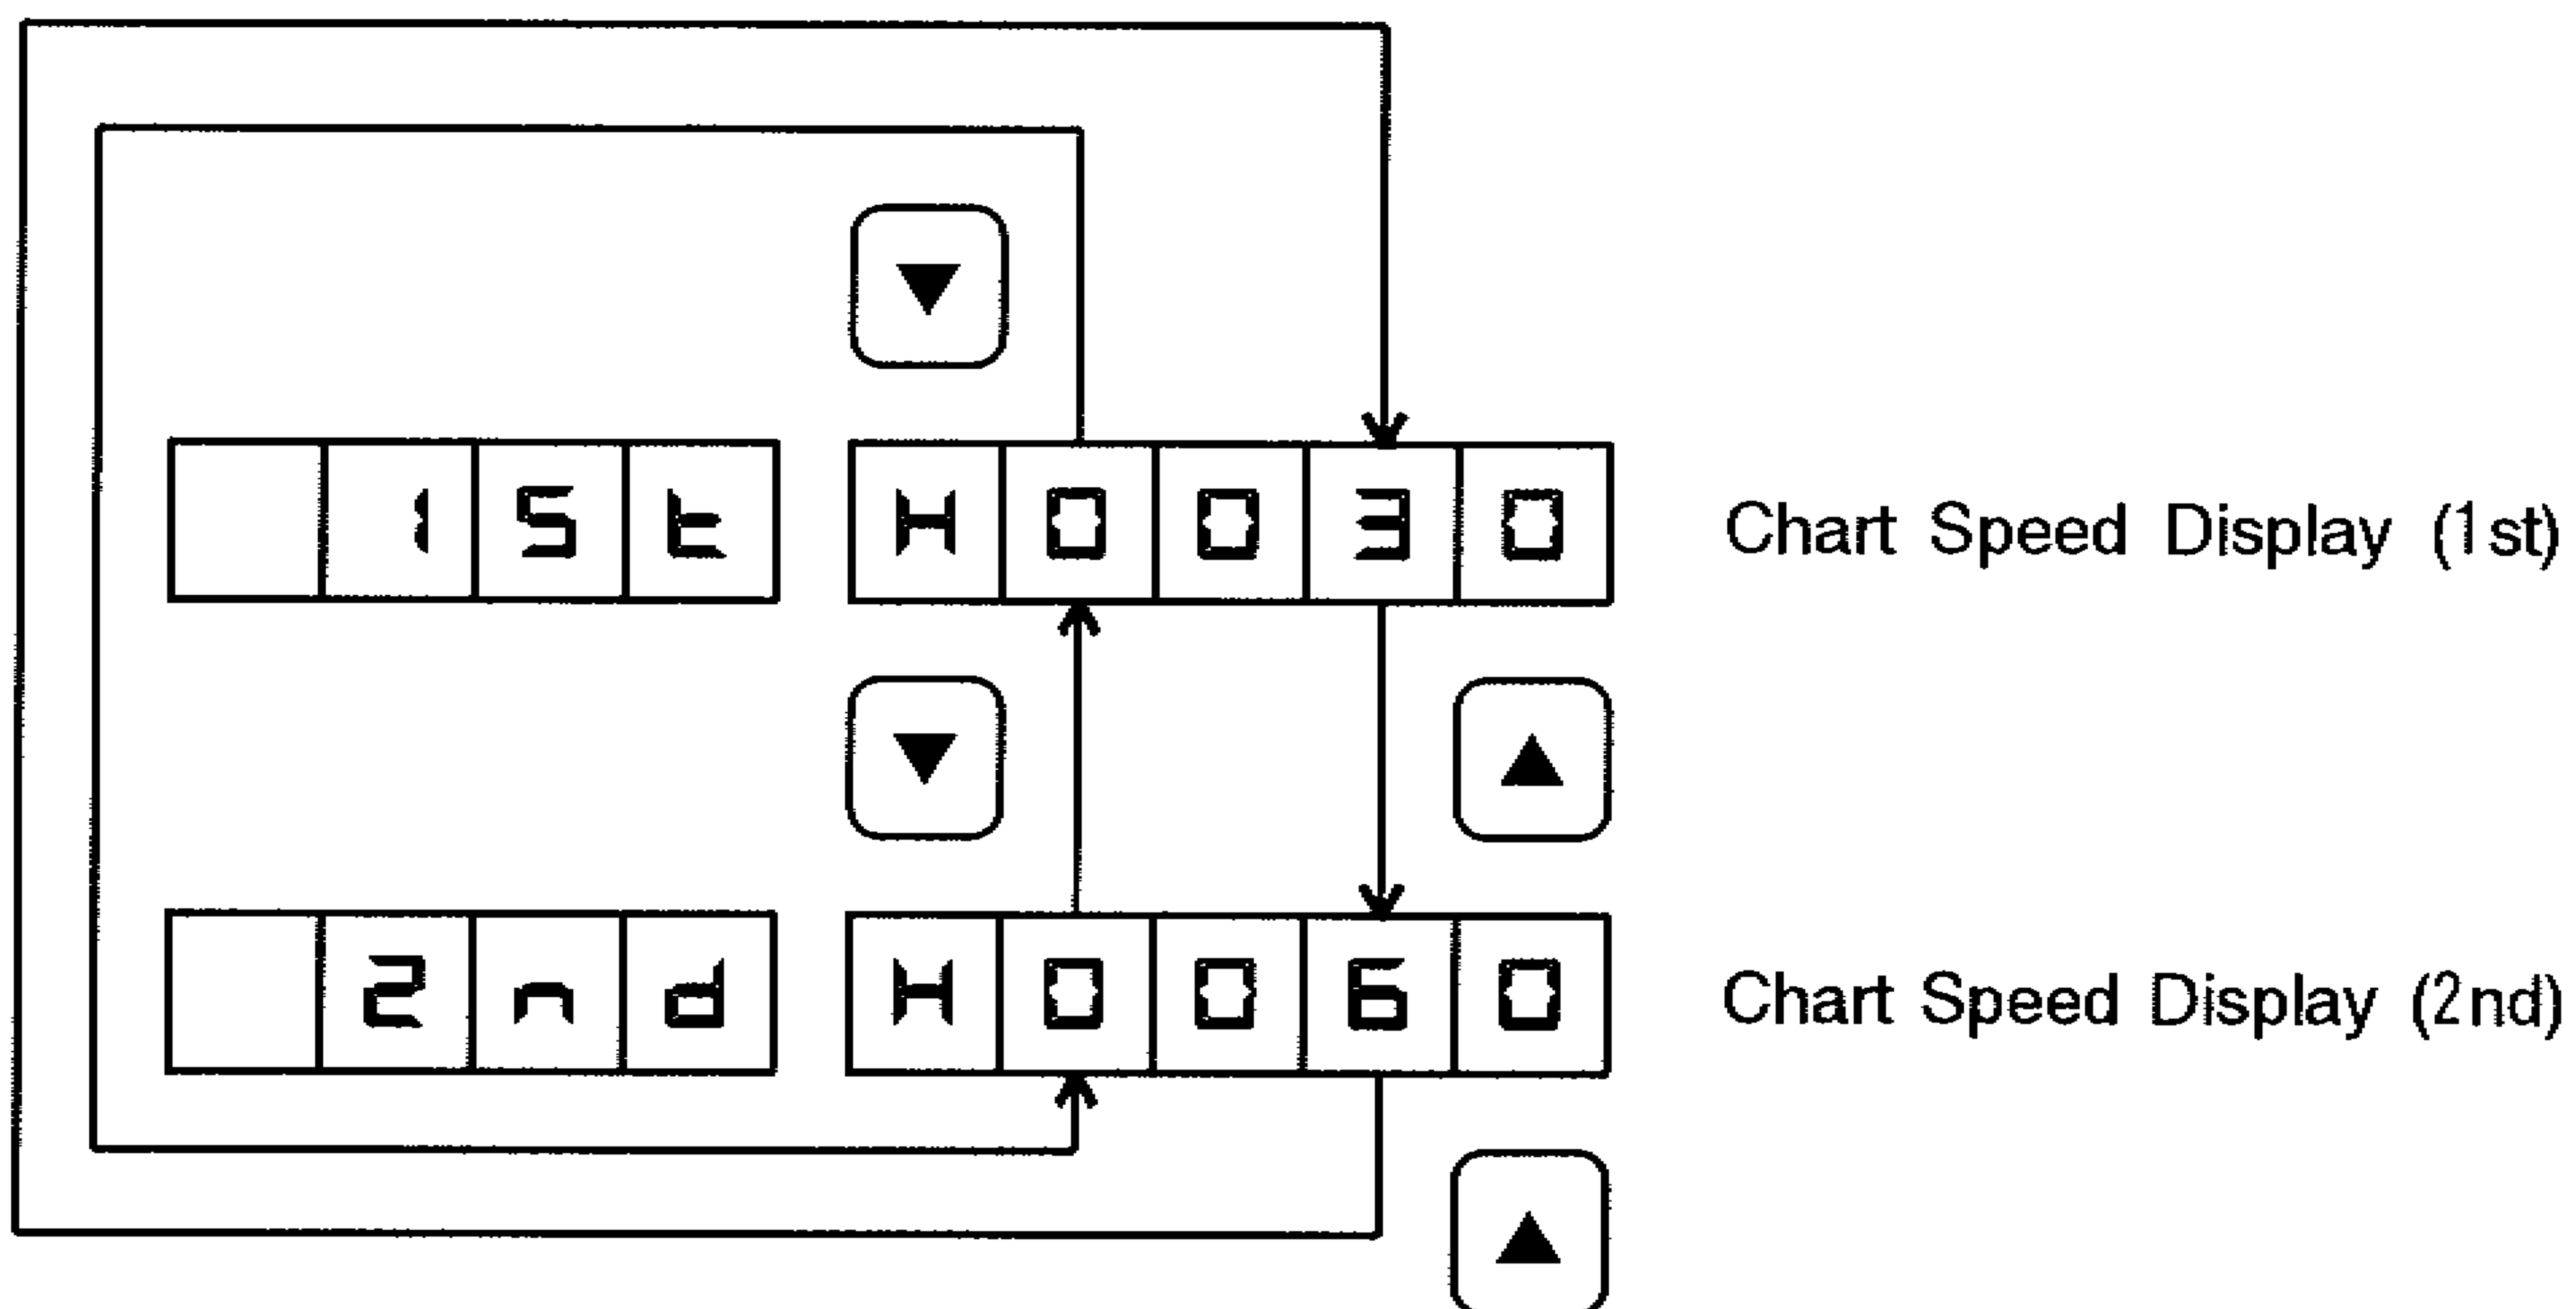 1St H0030 Chart Speed Display (1st)
2nd H0060 Chart Speed Display (2nd)